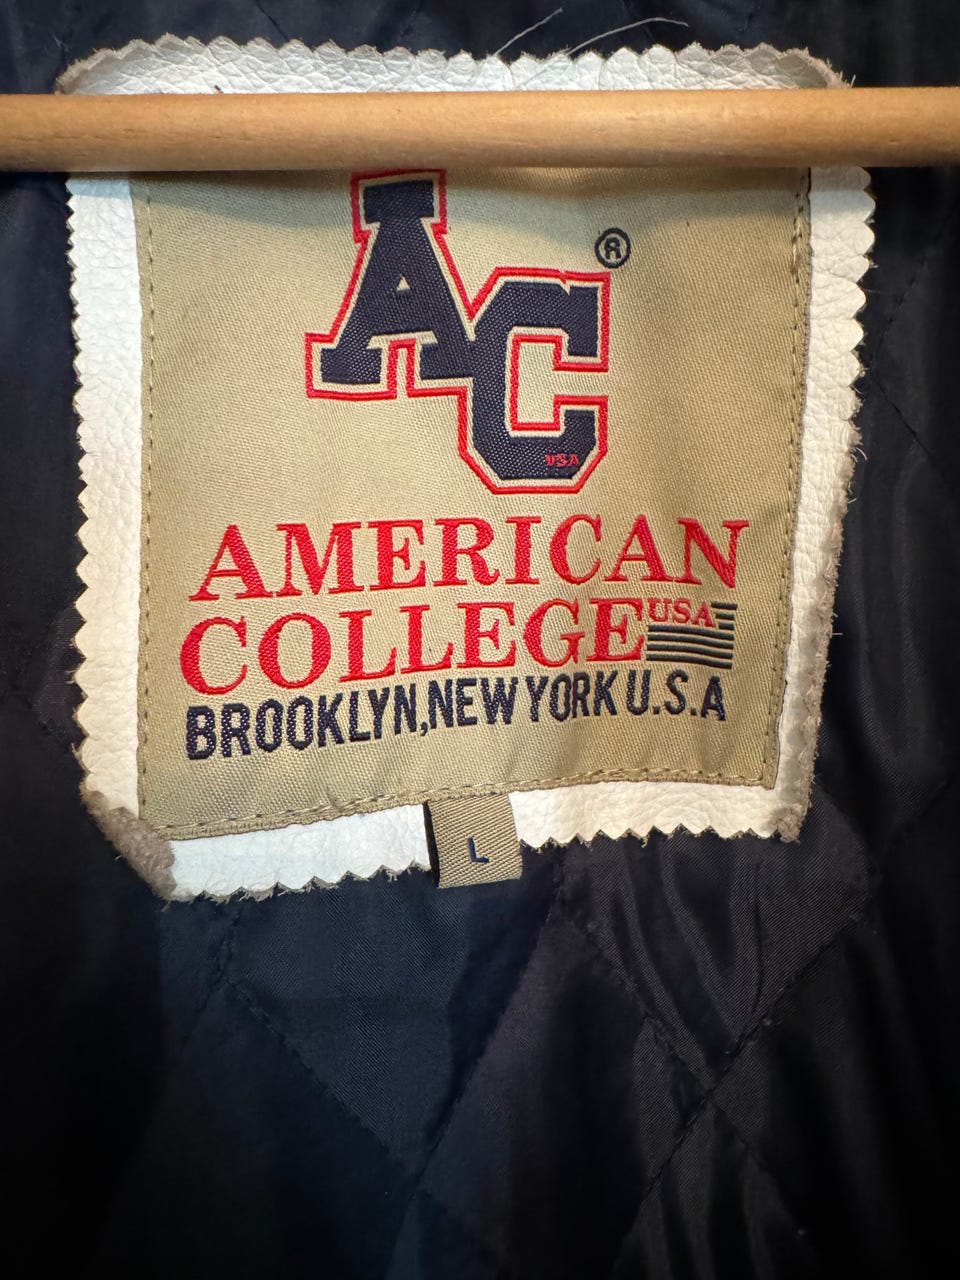 AC ®
USA
AMERICAN
COLLEGE USA
BROOKLYN, NEW YORK U.S.A
L